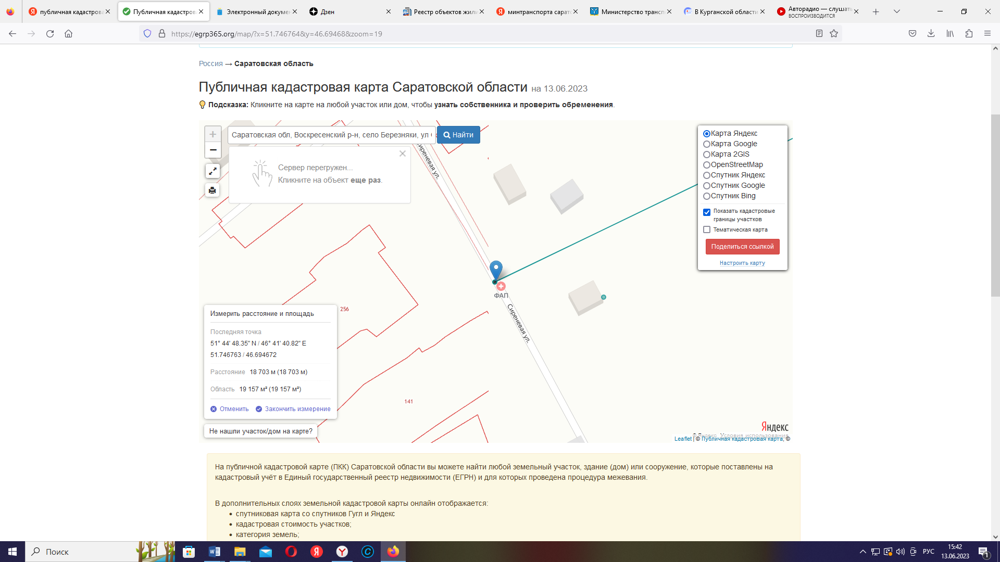 публичная кадастрова
Публичная кадастрова
Электронный докумен
Дзен
Реестр объектов жили
минтранспорта сарат
Министерство трансп
В Курганской области
Авторадио — слушать
ВОСПРОИЗВОДИТСЯ
https://egrp365.org/map/?x=51.746764&y=46.69468&zoom=19
Россия → Саратовская область
Публичная кадастровая карта Саратовской области на 13.06.2023
Подсказка: Кликните на карте на любой участок или дом, чтобы узнать собственника и проверить обременения.
+
Саратовская обл, Воскресенский р-н, село Березняки, ул
Найти
−
Сервер перегружен...
Кликните на объект еще раз.
Сиреневая ул.
Карта Яндекс
Карта Google
Карта 2GIS
OpenStreetMap
Спутник Яндекс
Спутник Google
Спутник Bing
Показать кадастровые
границы участков
Тематическая карта
Поделиться ссылкой
Настроить карту
ФАП
Сиреневая ул.
256
141
Измерить расстояние и площадь
Последняя точка
51° 44' 48.35" N / 46° 41' 40.82" E
51.746763 / 46.694672
Расстояние 18 703 м (18 703 м)
Область 19 157 м² (19 157 м²)
Отменить
Закончить измерение
Не нашли участок/дом на карте?
Яндекс
© Яндекс Условия использования
Leaflet | © Публичная кадастровая карта, ©
На публичной кадастровой карте (ПКК) Саратовской области вы можете найти любой земельный участок, здание (дом) или сооружение, которые поставлены на
кадастровый учёт в Единый государственный реестр недвижимости (ЕГРН) и для которых проведена процедура межевания.
В дополнительных слоях земельной кадастровой карты онлайн отображается:
• спутниковая карта со спутников Гугл и Яндекс
• кадастровая стоимость участков;
• категория земель;
Поиск
РУС
15:42
13.06.2023
1